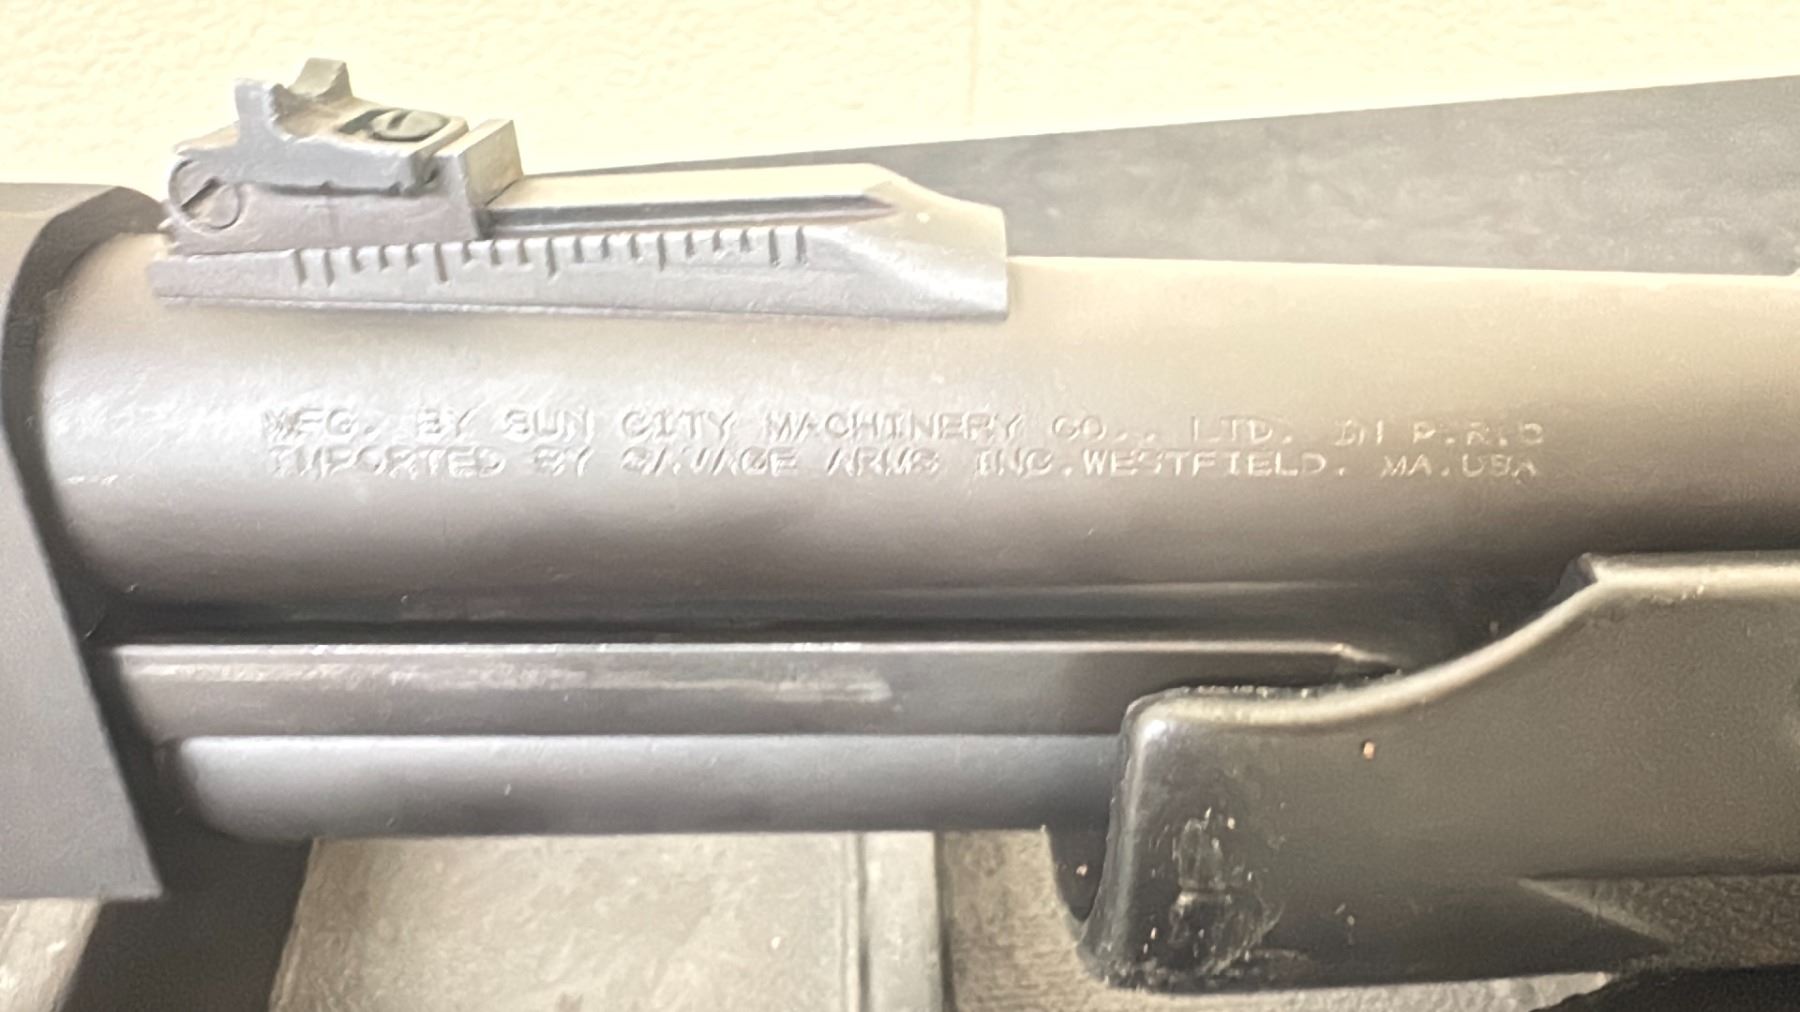 MFG. BY SUN CITY MACHINERY CO., LTD. IN P.R.C
IMPORTED BY SAVAGE ARMS INC. WESTFIELD. MA. USA